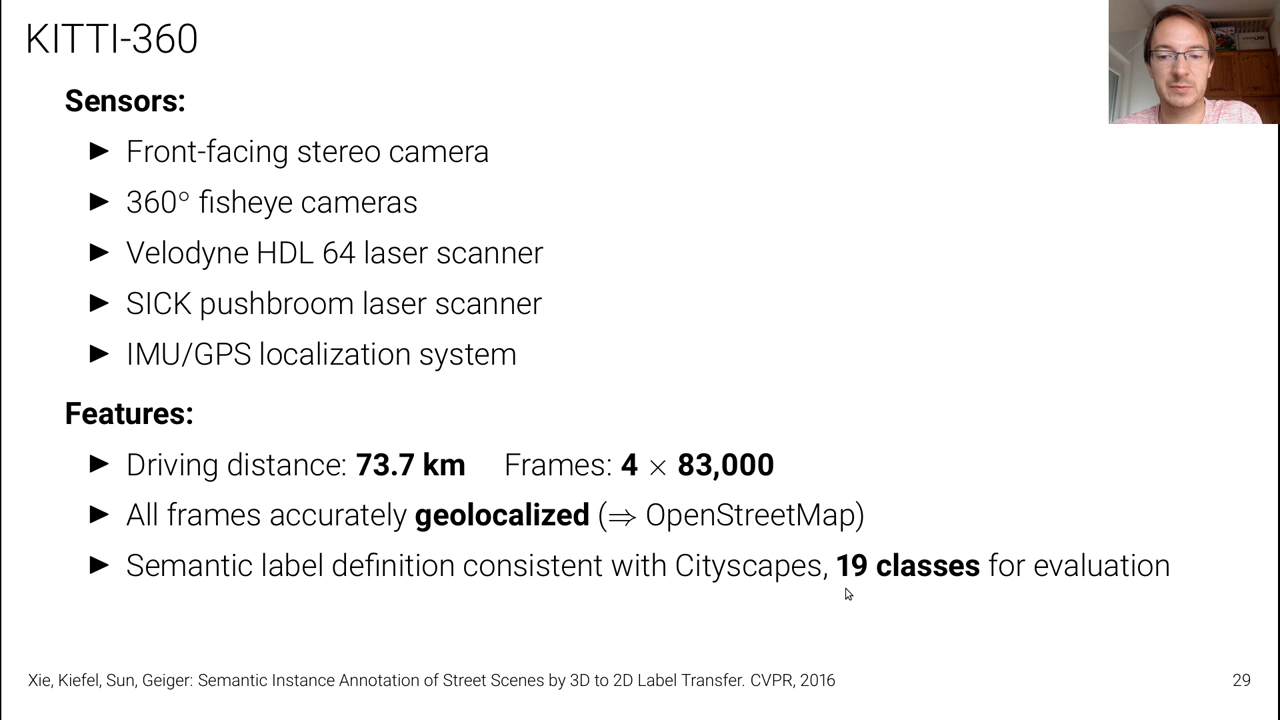 KITTI-360
Sensors:
► Front-facing stereo camera
► 360° fisheye cameras
► Velodyne HDL 64 laser scanner
► SICK pushbroom laser scanner
► IMU/GPS localization system
Features:
► Driving distance: 73.7 km Frames: 4 × 83,000
► All frames accurately geolocalized (⇒ OpenStreetMap)
► Semantic label definition consistent with Cityscapes, 19 classes for evaluation
Xie, Kiefel, Sun, Geiger: Semantic Instance Annotation of Street Scenes by 3D to 2D Label Transfer. CVPR, 2016
29